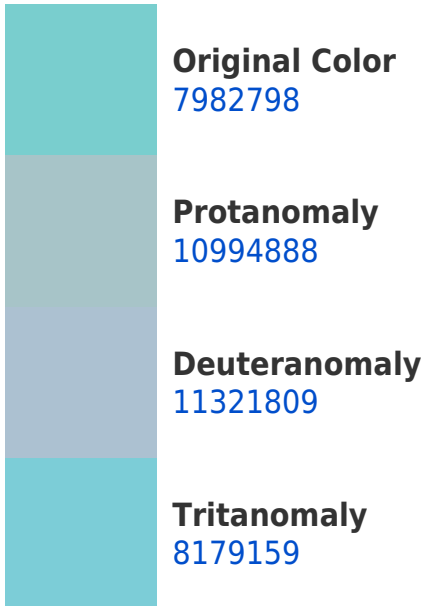 Original Color
7982798
Protanomaly
10994888
Deuteranomaly
11321809
Tritanomaly
8179159